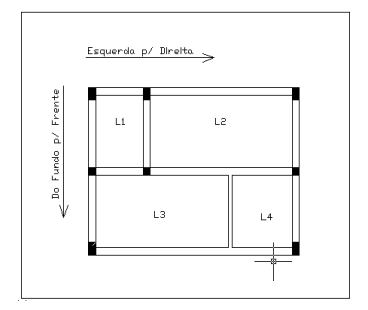 Esquerda p/ Direita
Do Fundo p/ Frente
L1
L2
L3
L4